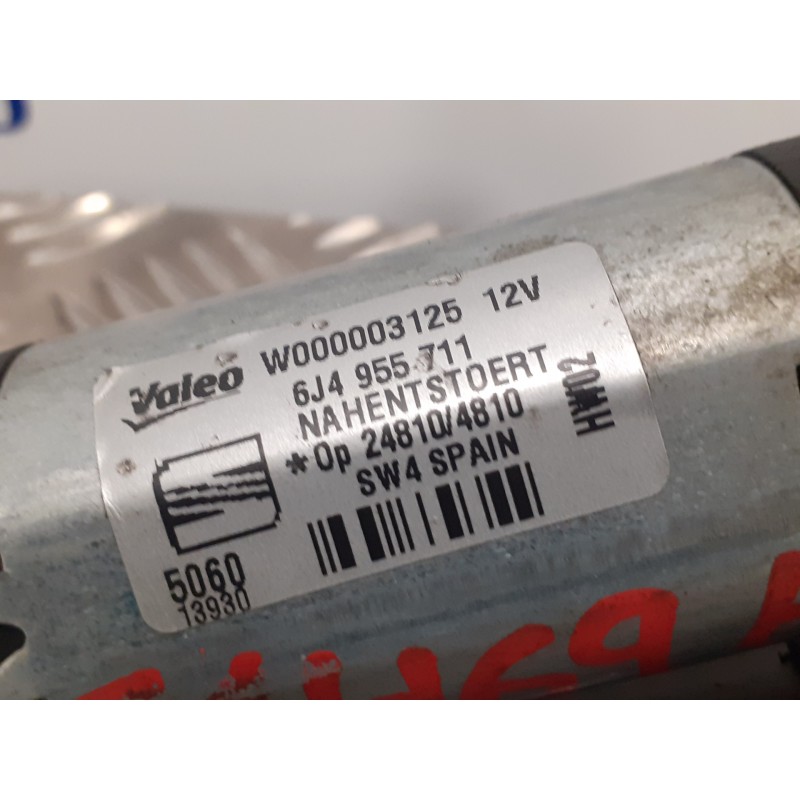 Valeo W000003125 12V
6J4 955 711
NAHENTSTOERT
*Op 24810/4810
SW4 SPAIN
HW02
5060
13930